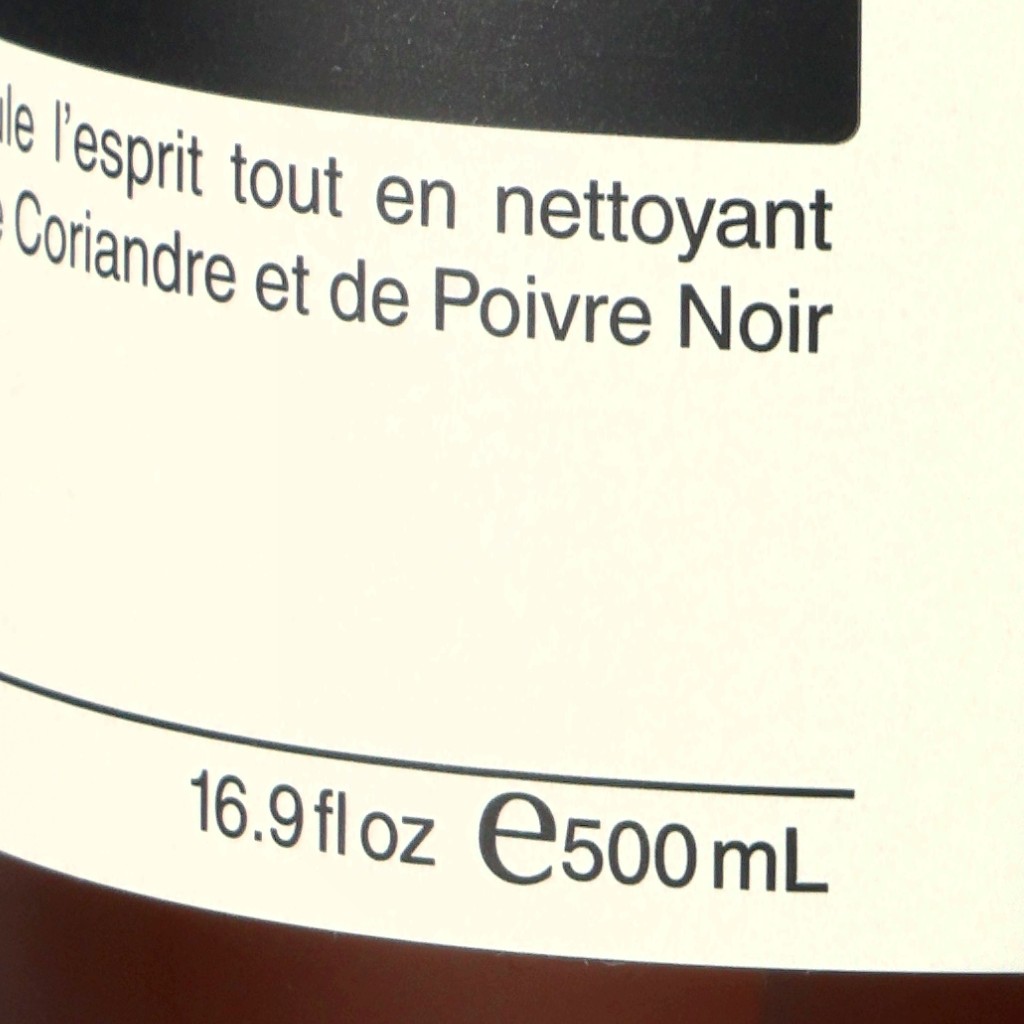 l'esprit tout en nettoyant
Coriandre et de Poivre Noir
16.9 fl oz ℮500 mL